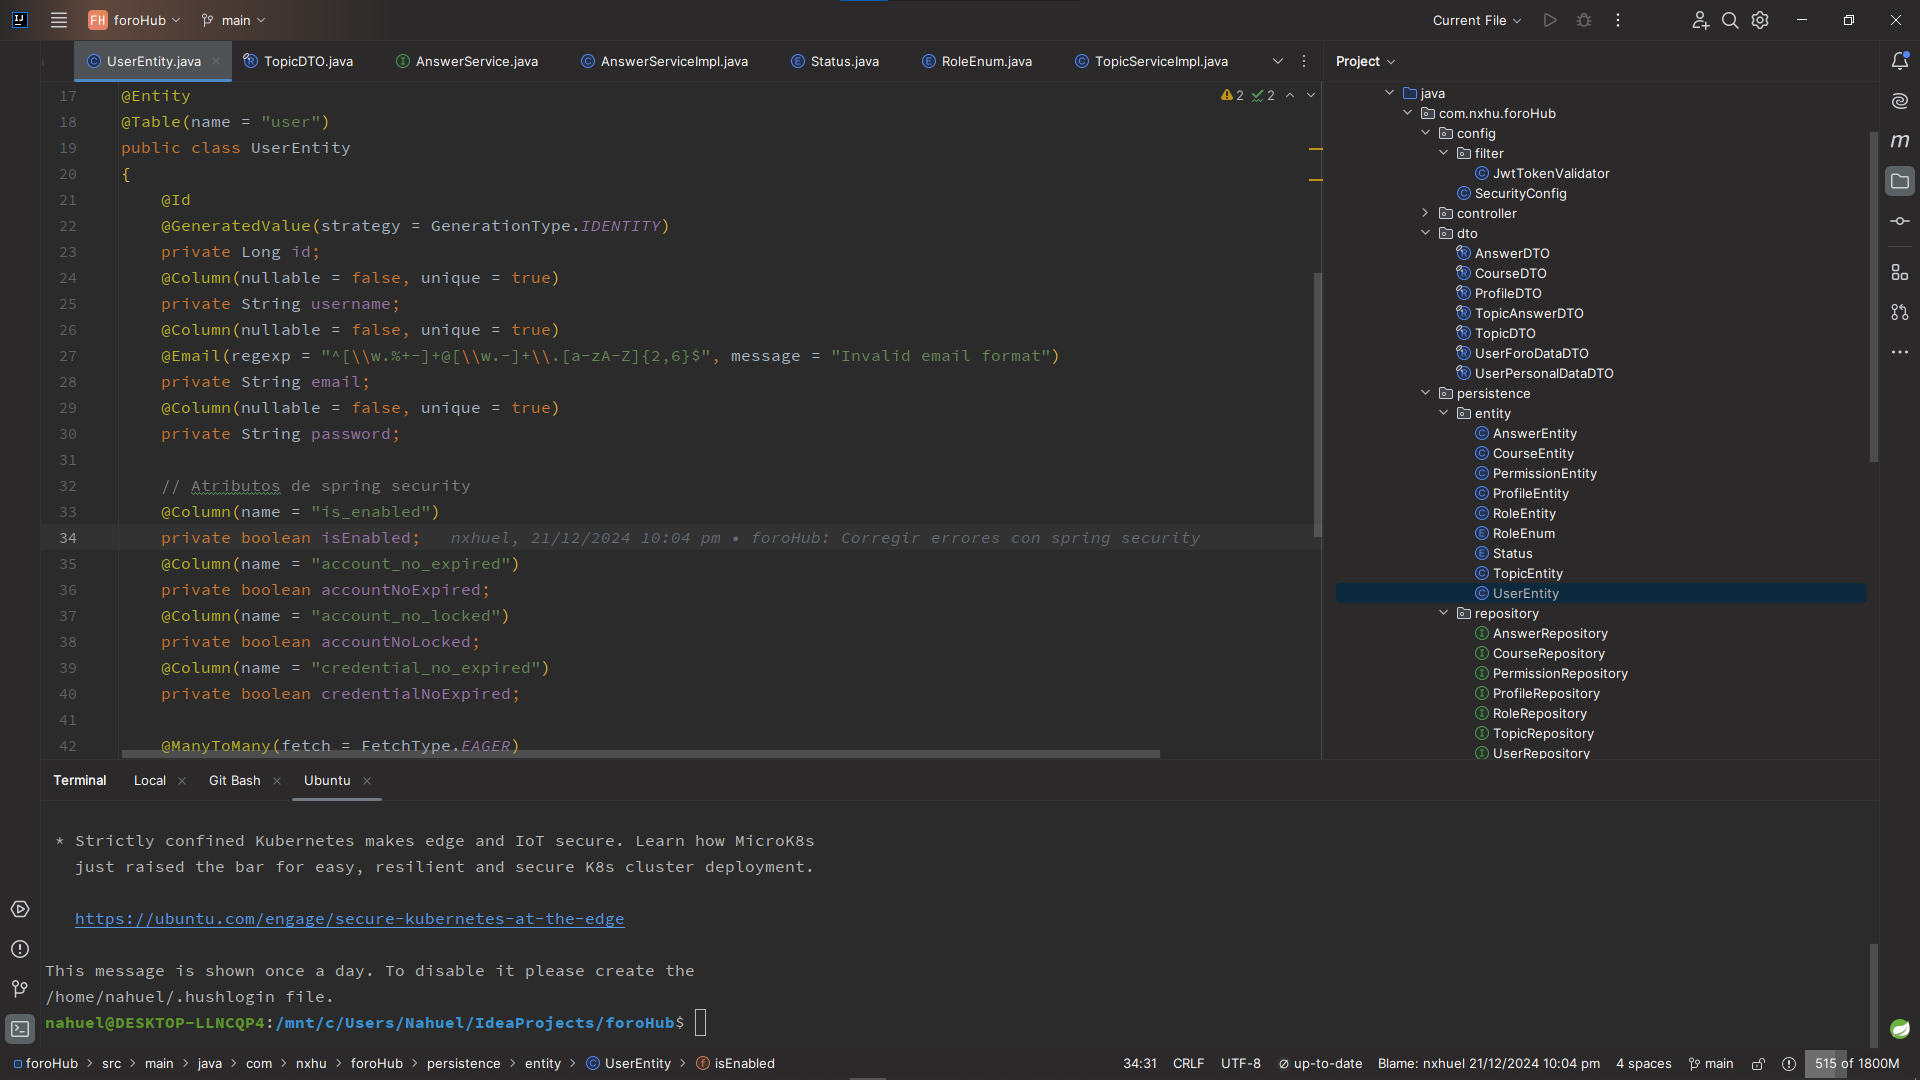 FH foroHub main Current File
UserEntity.java TopicDTO.java AnswerService.java AnswerServiceImpl.java Status.java RoleEnum.java TopicServiceImpl.java
2 2
17 @Entity
18 @Table(name = "user")
19 public class UserEntity
20 {
21 @Id
22 @GeneratedValue(strategy = GenerationType.IDENTITY)
23 private Long id;
24 @Column(nullable = false, unique = true)
25 private String username;
26 @Column(nullable = false, unique = true)
27 @Email(regexp = "^[\\w.%+-]+@[\\w.-]+\\.[a-zA-Z]{2,6}$", message = "Invalid email format")
28 private String email;
29 @Column(nullable = false, unique = true)
30 private String password;
31
32 // Atributos de spring security
33 @Column(name = "is_enabled")
34 private boolean isEnabled; nxhuel, 21/12/2024 10:04 pm • foroHub: Corregir errores con spring security
35 @Column(name = "account_no_expired")
36 private boolean accountNoExpired;
37 @Column(name = "account_no_locked")
38 private boolean accountNoLocked;
39 @Column(name = "credential_no_expired")
40 private boolean credentialNoExpired;
41
42 @ManyToMany(fetch = FetchType.EAGER)
Project
java
com.nxhu.foroHub
config
filter
JwtTokenValidator
SecurityConfig
controller
dto
AnswerDTO
CourseDTO
ProfileDTO
TopicAnswerDTO
TopicDTO
UserForoDataDTO
UserPersonalDataDTO
persistence
entity
AnswerEntity
CourseEntity
PermissionEntity
ProfileEntity
RoleEntity
RoleEnum
Status
TopicEntity
UserEntity
repository
AnswerRepository
CourseRepository
PermissionRepository
ProfileRepository
RoleRepository
TopicRepository
UserRepository
Terminal Local Git Bash Ubuntu
* Strictly confined Kubernetes makes edge and IoT secure. Learn how MicroK8s
just raised the bar for easy, resilient and secure K8s cluster deployment.
https://ubuntu.com/engage/secure-kubernetes-at-the-edge
This message is shown once a day. To disable it please create the
/home/nahuel/.hushlogin file.
nahuel@DESKTOP-LLNCQP4:/mnt/c/Users/Nahuel/IdeaProjects/foroHub$
foroHub > src > main > java > com > nxhu > foroHub > persistence > entity > UserEntity > isEnabled 34:31 CRLF UTF-8 up-to-date Blame: nxhuel 21/12/2024 10:04 pm 4 spaces main 515 of 1800M